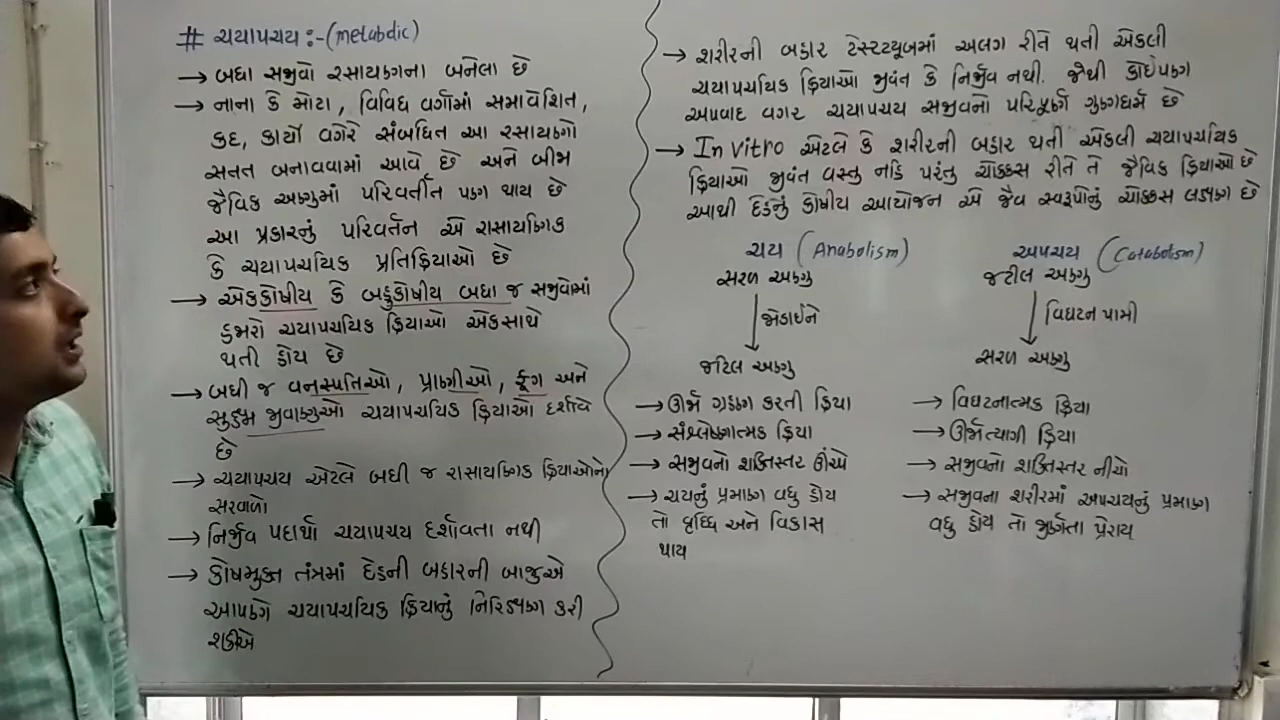 # ચયાપચય :- (metabolic)
→ બધા સજીવો રસાયણના બનેલા છે
→ નાના કે મોટા, વિવિધ વર્ગોમાં સમાવેશિત,
કદ, કાર્યો વગેરે સંબધિત આ રસાયણો
સતત બનાવવામાં આવે છે અને બીજા
જૈવિક અણુમાં પરિવર્તીત પણ થાય છે
આ પ્રકારનું પરિવર્તન એ રાસાયણિક
કે ચયાપચયિક પ્રતિક્રિયાઓ છે
→ એકકોષીય કે બહુકોષીય બધા જ સજીવોમાં
હજારો ચયાપચયિક ક્રિયાઓ એકસાથે
થતી હોય છે
→ બધી જ વનસ્પતિઓ, પ્રાણીઓ, ફૂગ અને
સુક્ષ્મ જીવાણુઓ ચયાપચયિક ક્રિયાઓ દર્શાવે
છે
→ ચયાપચય એટલે બધી જ રાસાયણિક ક્રિયાઓનો
સરવાળો
→ નિર્જીવ પદાર્થો ચયાપચય દર્શાવતા નથી
→ કોષમુક્ત તંત્રમાં દેહની બહારની બાજુએ
આપણે ચયાપચયિક ક્રિયાનું નિરિક્ષણ કરી
શકીએ
→ શરીરની બહાર ટેસ્ટટ્યૂબમાં અલગ રીતે થતી એકલી
ચયાપચયિક ક્રિયાઓ જીવંત કે નિર્જીવ નથી. જેથી કોઈપણ
અપવાદ વગર ચયાપચય સજીવનો પરિપૂર્ણ ગુણધર્મ છે
→ In vitro એટલે કે શરીરની બહાર થતી એકલી ચયાપચયિક
ક્રિયાઓ જીવંત વસ્તુ નહિ પરંતુ ચોક્કસ રીતે તે જૈવિક ક્રિયાઓ છે
આથી દેહનું કોષીય આયોજન એ જૈવ સ્વરૂપોનું ચોક્કસ લક્ષણ છે
ચય (Anabolism)
સરળ અણુ
↓ જોડાઈને
જટિલ અણુ
→ ઊર્જા ગ્રહણ કરતી ક્રિયા
→ સંશ્લેષણાત્મક ક્રિયા
→ સજીવનો શક્તિસ્તર ઊંચો
→ ચયનું પ્રમાણ વધુ હોય
તો વૃધ્ધિ અને વિકાસ
થાય
અપચય (Catabolism)
જટીલ અણુ
↓ વિઘટન પામી
સરળ અણુ
→ વિઘટનાત્મક ક્રિયા
→ ઊર્જાત્યાગી ક્રિયા
→ સજીવનો શક્તિસ્તર નીચો
→ સજીવના શરીરમાં અપચયનું પ્રમાણ
વધુ હોય તો જીર્ણતા પ્રેરાય